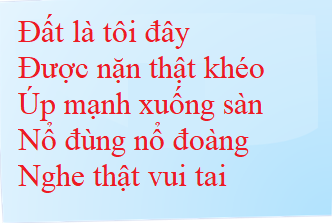 Đất là tôi đây
Được nặn thật khéo
Úp mạnh xuống sàn
Nổ đùng nổ đoàng
Nghe thật vui tai